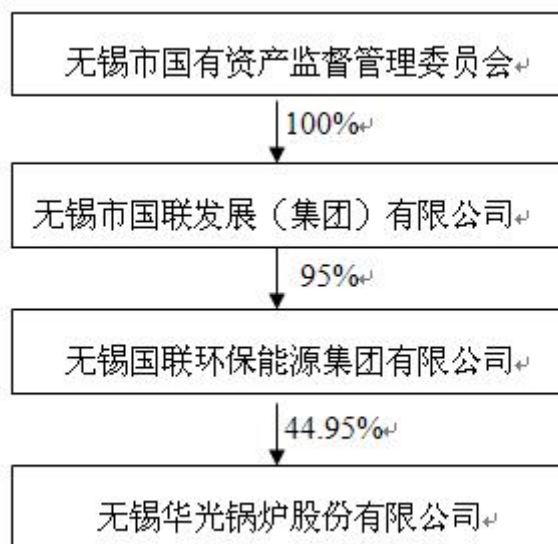 无锡市国有资产监督管理委员会
100%
无锡市国联发展（集团）有限公司
95%
无锡国联环保能源集团有限公司
44.95%
无锡华光锅炉股份有限公司